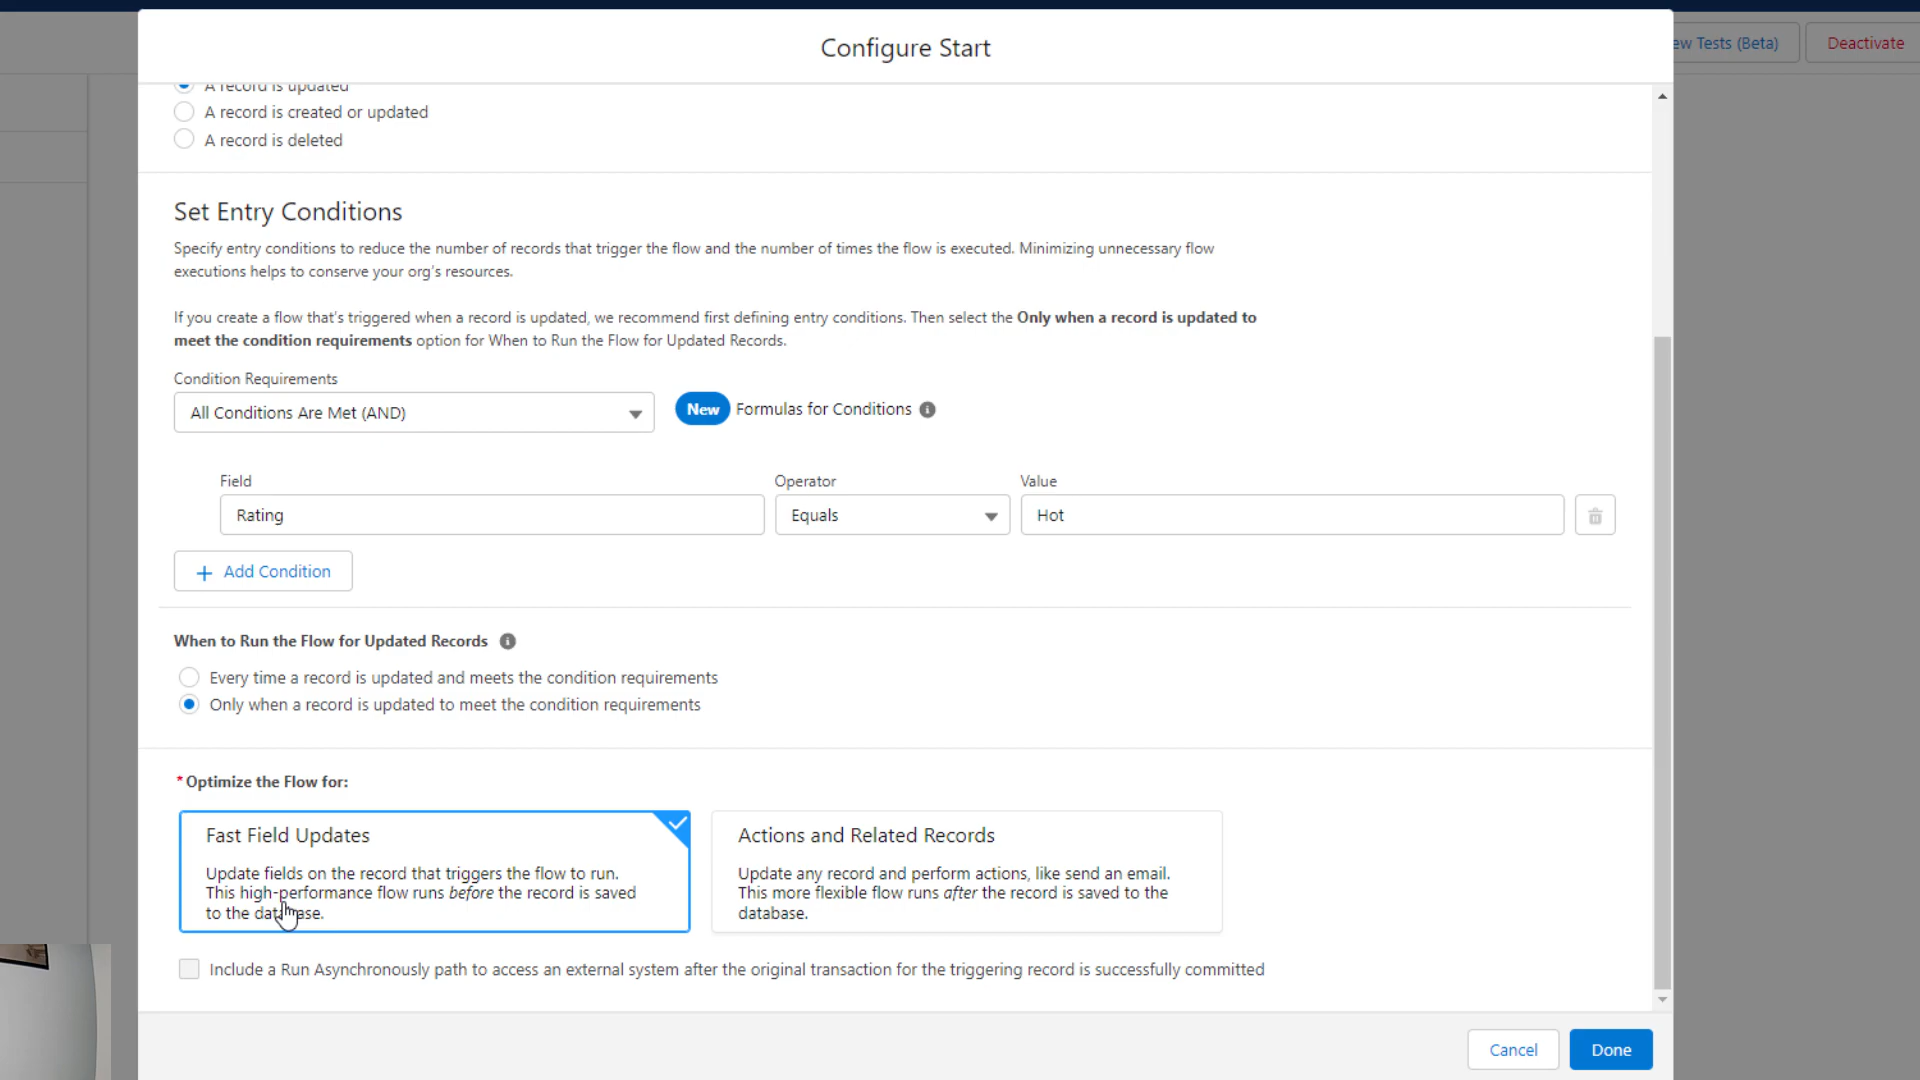 Configure Start
ew Tests (Beta)
Deactivate
A record is updated
A record is created or updated
A record is deleted
Set Entry Conditions
Specify entry conditions to reduce the number of records that trigger the flow and the number of times the flow is executed. Minimizing unnecessary flow
executions helps to conserve your org's resources.
If you create a flow that's triggered when a record is updated, we recommend first defining entry conditions. Then select the Only when a record is updated to
meet the condition requirements option for When to Run the Flow for Updated Records.
Condition Requirements
All Conditions Are Met (AND)
New Formulas for Conditions
Field Operator Value
Rating Equals Hot
+ Add Condition
When to Run the Flow for Updated Records
Every time a record is updated and meets the condition requirements
Only when a record is updated to meet the condition requirements
*Optimize the Flow for:
Fast Field Updates
Update fields on the record that triggers the flow to run.
This high-performance flow runs before the record is saved
to the database.
Actions and Related Records
Update any record and perform actions, like send an email.
This more flexible flow runs after the record is saved to the
database.
Include a Run Asynchronously path to access an external system after the original transaction for the triggering record is successfully committed
Cancel
Done